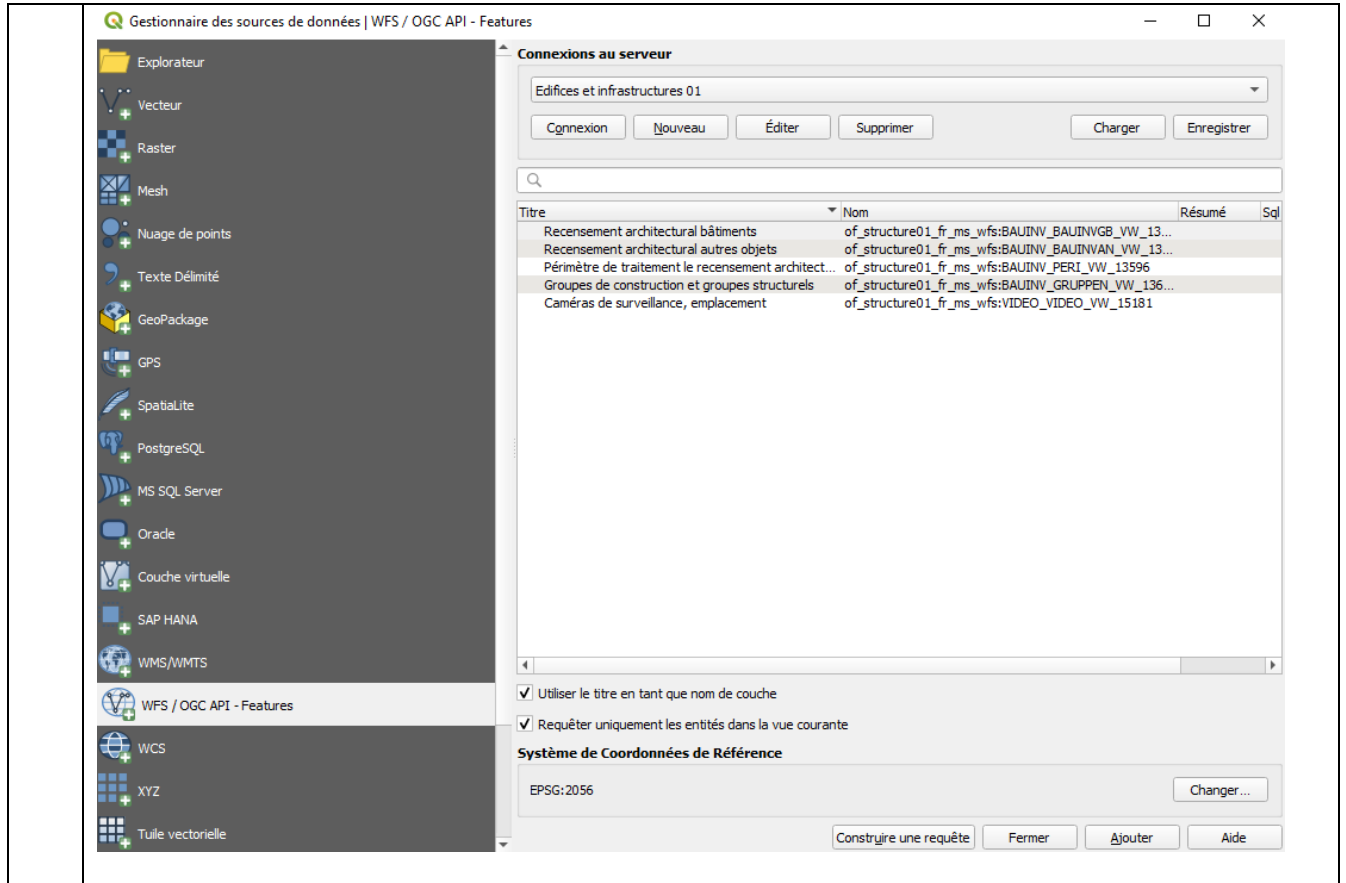 Gestionnaire des sources de données | WFS / OGC API - Features
Explorateur
Vecteur
Raster
Mesh
Nuage de points
Texte Délimité
GeoPackage
GPS
SpatiaLite
PostgreSQL
MS SQL Server
Oracle
Couche virtuelle
SAP HANA
WMS/WMTS
WFS / OGC API - Features
WCS
XYZ
Tuile vectorielle
Connexions au serveur
Edifices et infrastructures 01
Connexion Nouveau Éditer Supprimer Charger Enregistrer
Titre Nom Résumé Sql
Recensement architectural bâtiments of_structure01_fr_ms_wfs:BAUINV_BAUINVGB_VW_13...
Recensement architectural autres objets of_structure01_fr_ms_wfs:BAUINV_BAUINVAN_VW_13...
Périmètre de traitement le recensement architect... of_structure01_fr_ms_wfs:BAUINV_PERI_VW_13596
Groupes de construction et groupes structurels of_structure01_fr_ms_wfs:BAUINV_GRUPPEN_VW_136...
Caméras de surveillance, emplacement of_structure01_fr_ms_wfs:VIDEO_VIDEO_VW_15181
Utiliser le titre en tant que nom de couche
Requêter uniquement les entités dans la vue courante
Système de Coordonnées de Référence
EPSG:2056 Changer...
Construire une requête Fermer Ajouter Aide